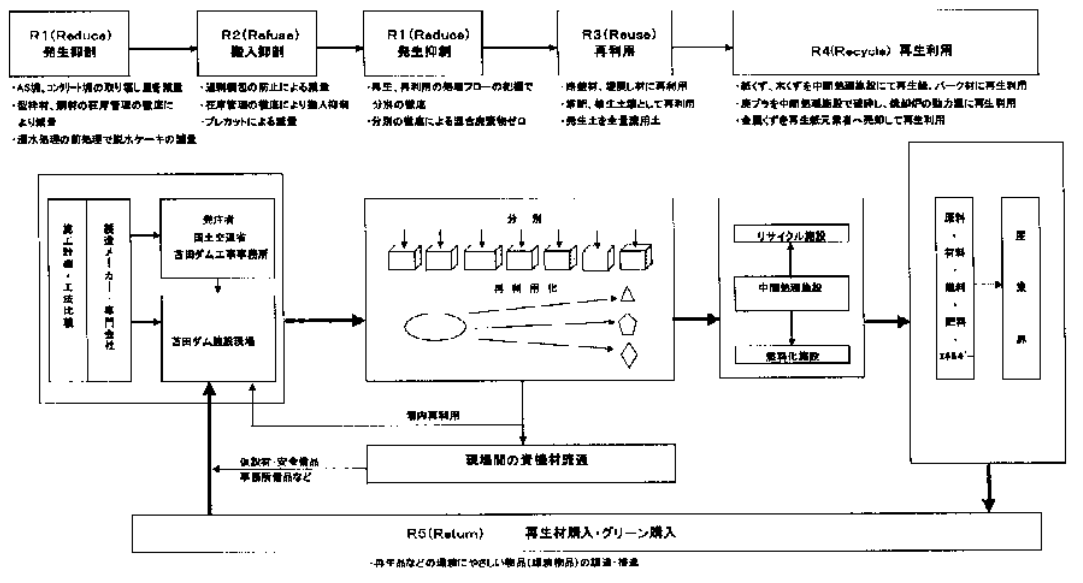 R1(Reduce)
発生抑制
R2(Refuse)
搬入抑制
R1(Reduce)
発生抑制
R3(Reuse)
再利用
R4(Recycle) 再生利用
・AS塊、コンクリート塊の取り壊し量を減量
・型枠材、鋼材の在庫管理の徹底に
より減量
・濁水処理の前処理で脱水ケーキの減量
・過剰梱包の防止による減量
・在庫管理の徹底により搬入抑制
・プレカットによる減量
・再生、再利用の処理フローの把握で
分別の徹底
・分別の徹底による混合廃棄物ゼロ
・路盤材、埋戻し材に再利用
・植生土壌として再利用
・発生土を全量流用土
・紙くず、木くずを中間処理施設にて再生紙、バーク材に再生利用
・廃プラを中間処理施設で破砕し、焼却炉の助力源に再生利用
・金属くずを再生紙元業者へ売却して再生利用
施工計画・工法比較
製造メーカー・専門会社
発注者
国土交通省
苫田ダム工事事務所
苫田ダム施設現場
分別
再利用化
リサイクル施設
中間処理施設
燃料化施設
原料・材料・燃料・肥料・エネルギー
産業界
場内再利用
現場間の資機材流通
仮設材・安全備品
事務所備品など
R5(Return) 再生材購入・グリーン購入
・再生品などの環境にやさしい物品(環境物品)の調達・推進